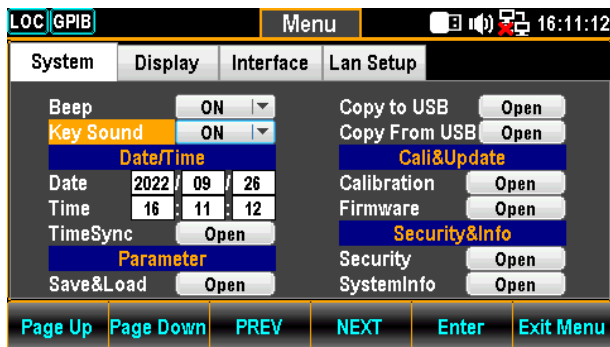 LOC GPIB Menu 16:11:12
System Display Interface Lan Setup
Beep ON
Key Sound ON
Date/Time
Date 2022 / 09 / 26
Time 16 : 11 : 12
TimeSync Open
Parameter
Save&Load Open
Copy to USB Open
Copy From USB Open
Cali&Update
Calibration Open
Firmware Open
Security&Info
Security Open
SystemInfo Open
Page Up Page Down PREV NEXT Enter Exit Menu